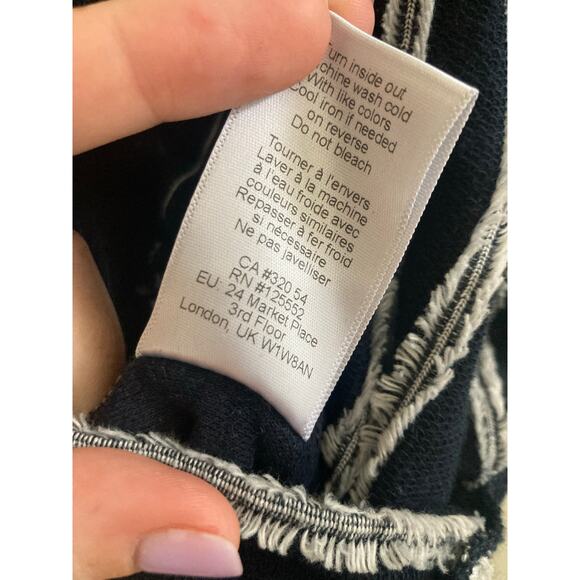 Turn inside out
machine wash cold
With like colors
Cool iron if needed
on reverse
Do not bleach
Tourner à l'envers
Laver à la machine
à l'eau froide avec
couleurs similaires
Repasser à fer froid
si nécessaire
Ne pas javelliser
CA #320 54
RN #125552
EU: 24 Market Place
3rd Floor
London, UK W1W8AN